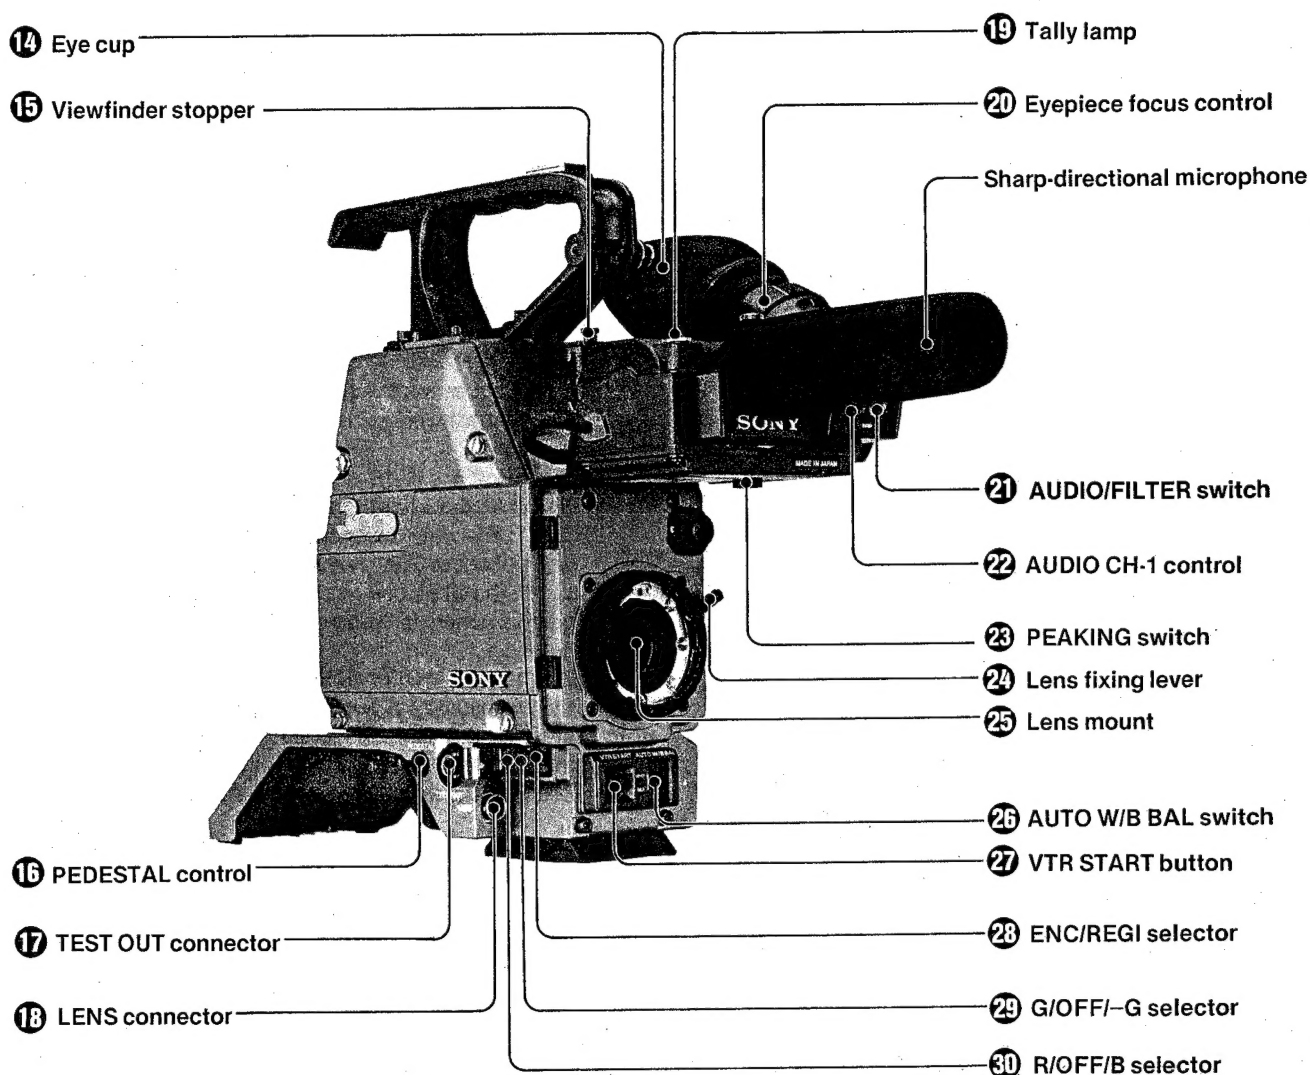 14 Eye cup
15 Viewfinder stopper
19 Tally lamp
20 Eyepiece focus control
Sharp-directional microphone
SONY
MADE IN JAPAN
21 AUDIO/FILTER switch
22 AUDIO CH-1 control
23 PEAKING switch
24 Lens fixing lever
25 Lens mount
SONY
16 PEDESTAL control
17 TEST OUT connector
18 LENS connector
26 AUTO W/B BAL switch
27 VTR START button
28 ENC/REGI selector
29 G/OFF/–G selector
30 R/OFF/B selector